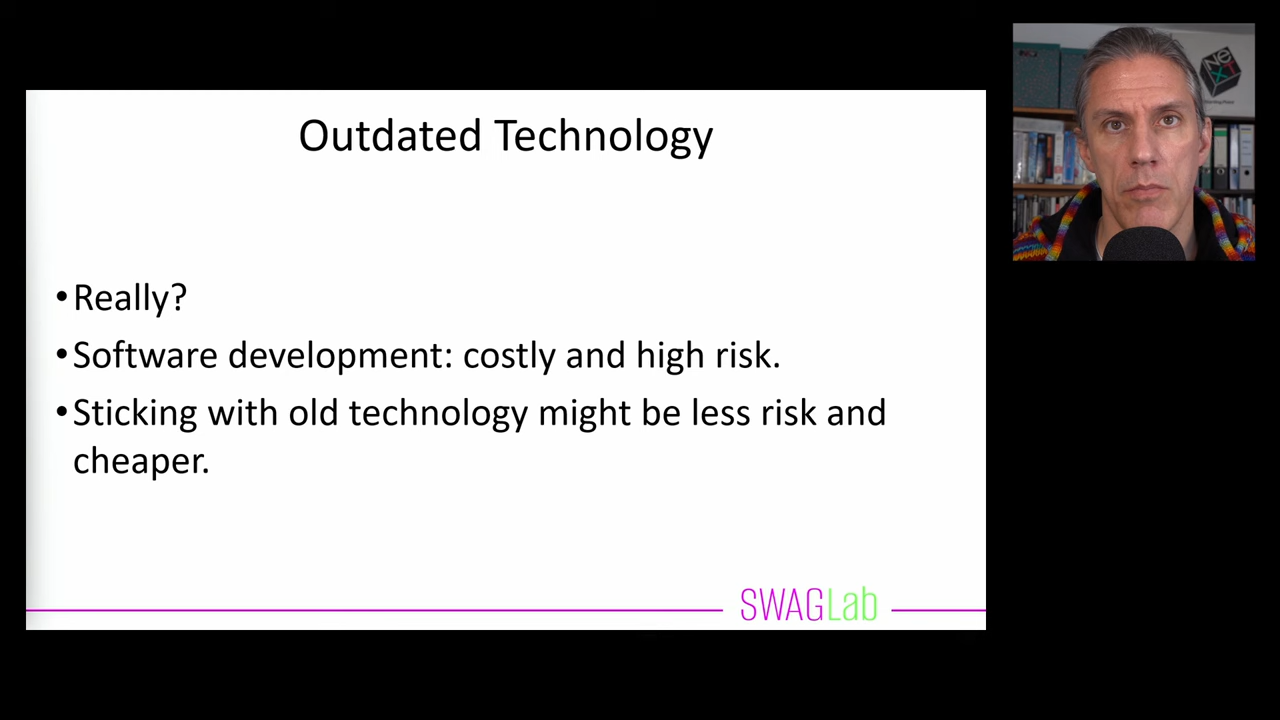 Outdated Technology
•Really?
•Software development: costly and high risk.
•Sticking with old technology might be less risk and
cheaper.
SWAGLab
NeXT